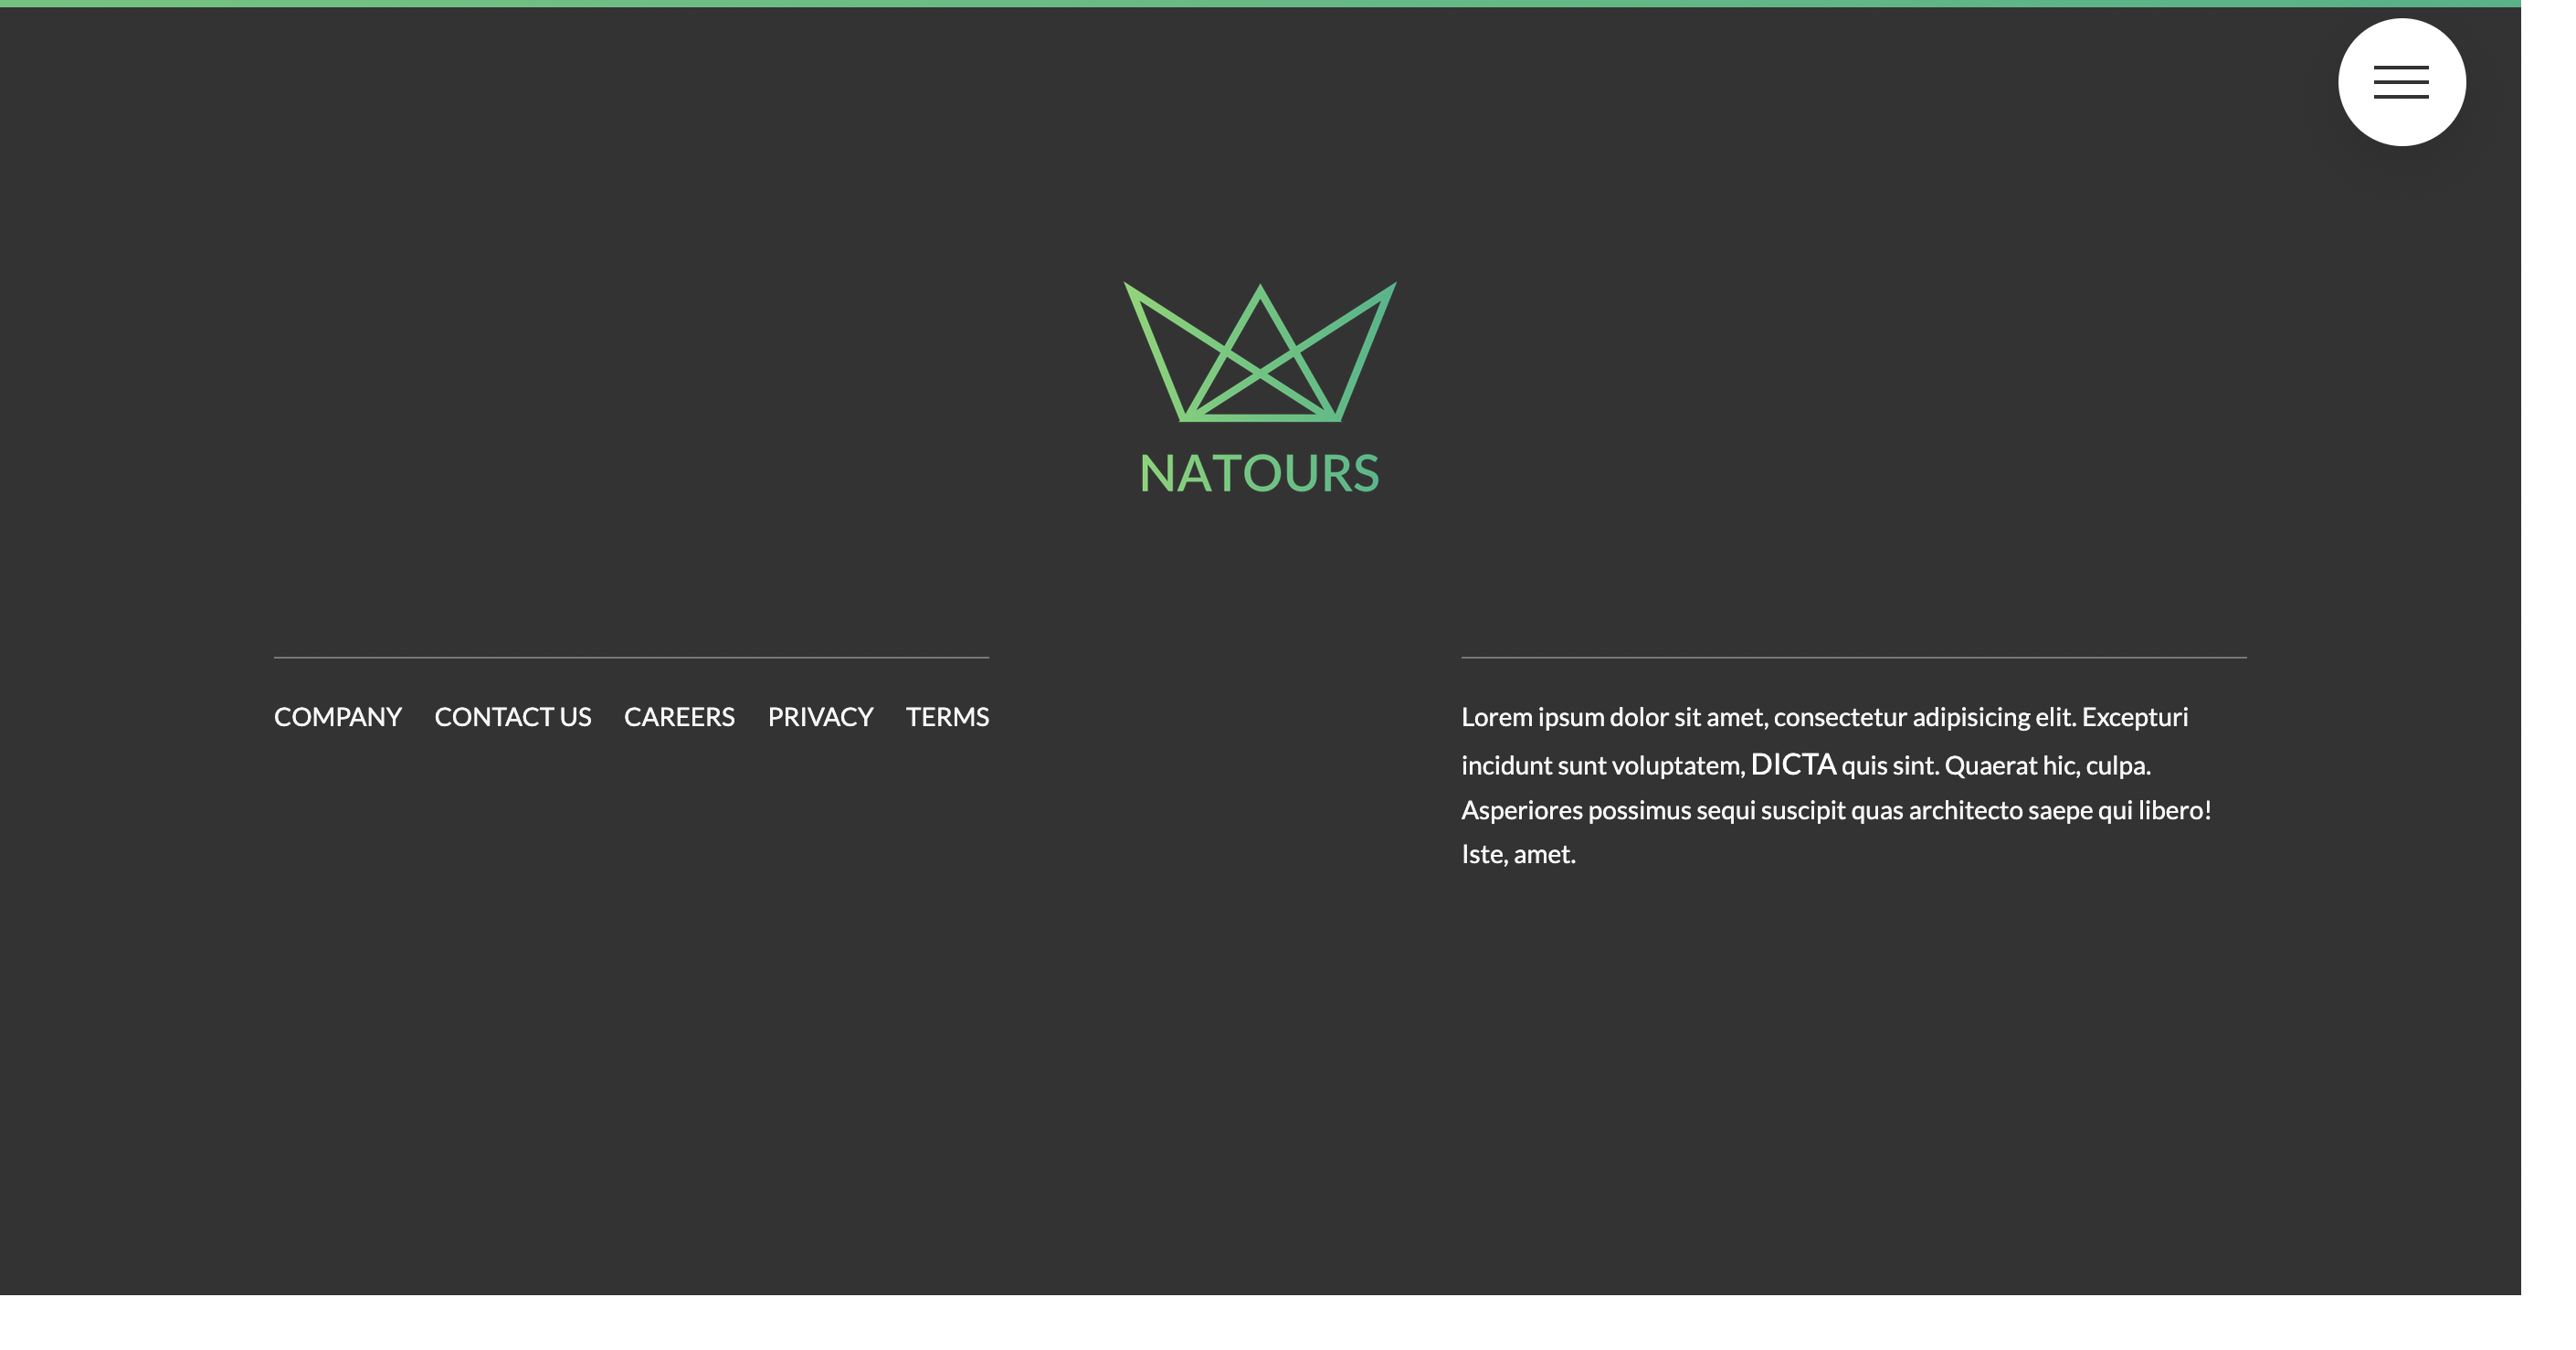 NATOURS
COMPANY CONTACT US CAREERS PRIVACY TERMS
Lorem ipsum dolor sit amet, consectetur adipisicing elit. Excepturi
incidunt sunt voluptatem, DICTA quis sint. Quaerat hic, culpa.
Asperiores possimus sequi suscipit quas architecto saepe qui libero!
Iste, amet.